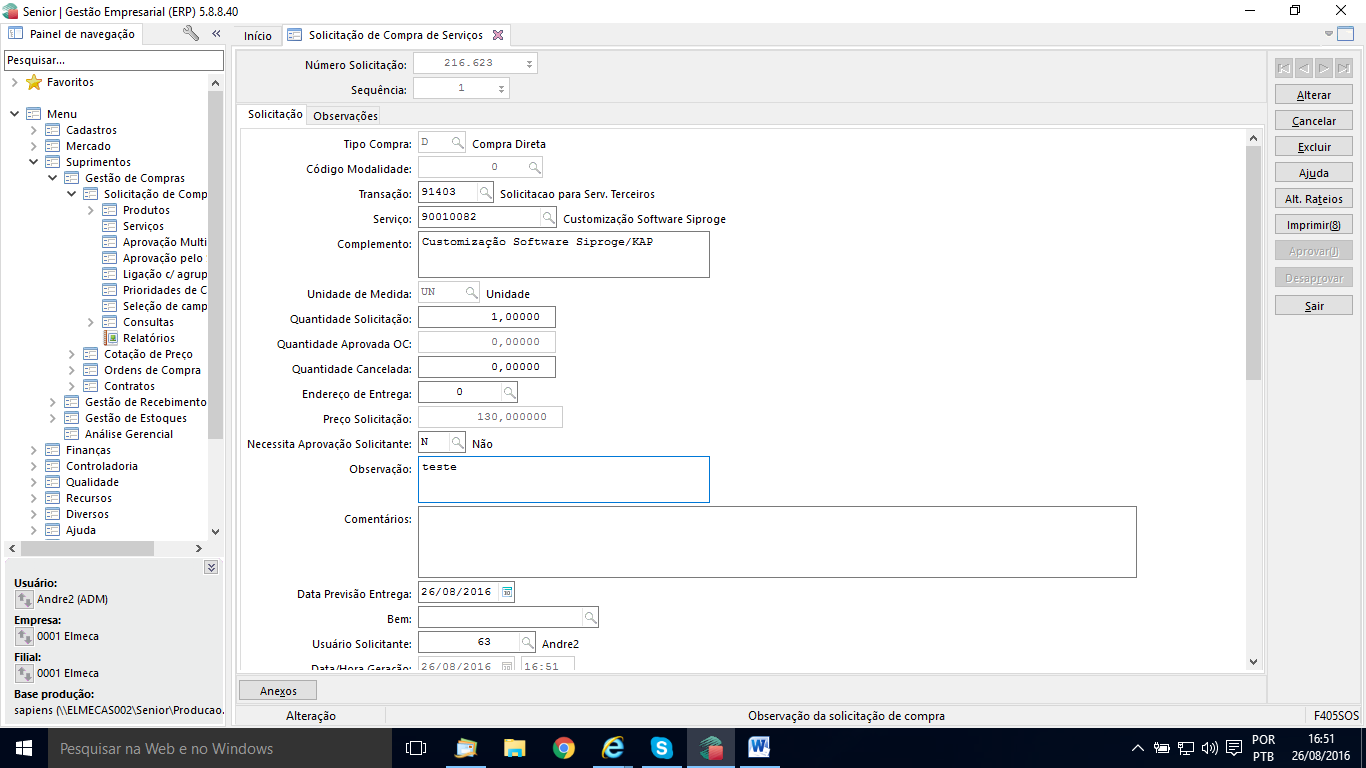 Senior | Gestão Empresarial (ERP) 5.8.8.40
Painel de navegação
Pesquisar...
Favoritos
Menu
Cadastros
Mercado
Suprimentos
Gestão de Compras
Solicitação de Comp
Produtos
Serviços
Aprovação Multi
Aprovação pelo
Ligação c/ agrup
Prioridades de C
Seleção de camp
Consultas
Relatórios
Cotação de Preço
Ordens de Compra
Contratos
Gestão de Recebimento
Gestão de Estoques
Análise Gerencial
Finanças
Controladoria
Qualidade
Recursos
Diversos
Ajuda
Usuário:
Andre2 (ADM)
Empresa:
0001 Elmeca
Filial:
0001 Elmeca
Base produção:
sapiens (\\ELMECAS002\Senior\Producao.
Início
Solicitação de Compra de Serviços
Número Solicitação: 216.623
Sequência: 1
Solicitação Observações
Tipo Compra: D Compra Direta
Código Modalidade: 0
Transação: 91403 Solicitacao para Serv. Terceiros
Serviço: 90010082 Customização Software Siproge
Complemento: Customização Software Siproge/KAP
Unidade de Medida: UN Unidade
Quantidade Solicitação: 1,00000
Quantidade Aprovada OC: 0,00000
Quantidade Cancelada: 0,00000
Endereço de Entrega: 0
Preço Solicitação: 130,000000
Necessita Aprovação Solicitante: N Não
Observação: teste
Comentários:
Data Previsão Entrega: 26/08/2016
Bem:
Usuário Solicitante: 63 Andre2
Data/Hora Geração: 26/08/2016 16:51
Anexos
Alterar
Cancelar
Excluir
Ajuda
Alt. Rateios
Imprimir(8)
Aprovar(J)
Desaprovar
Sair
Alteração
Observação da solicitação de compra
F405SOS
Pesquisar na Web e no Windows
POR
PTB
16:51
26/08/2016